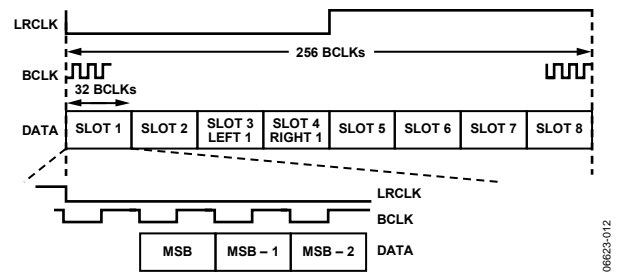 LRCLK
256 BCLKs
BCLK
32 BCLKs
DATA
SLOT 1
SLOT 2
SLOT 3
LEFT 1
SLOT 4
RIGHT 1
SLOT 5
SLOT 6
SLOT 7
SLOT 8
LRCLK
BCLK
MSB
MSB – 1
MSB – 2
DATA
06623-012